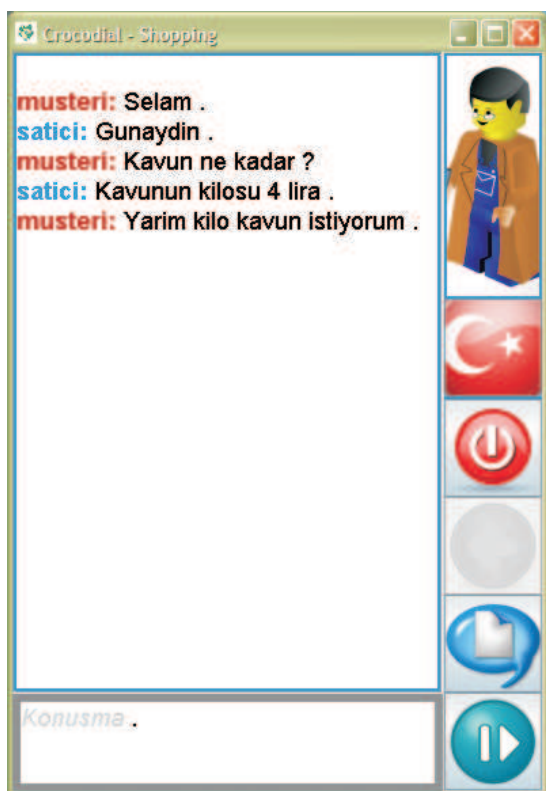 Crocodial - Shopping
musteri: Selam .
satici: Gunaydin .
musteri: Kavun ne kadar ?
satici: Kavunun kilosu 4 lira .
musteri: Yarim kilo kavun istiyorum .
Konusma .